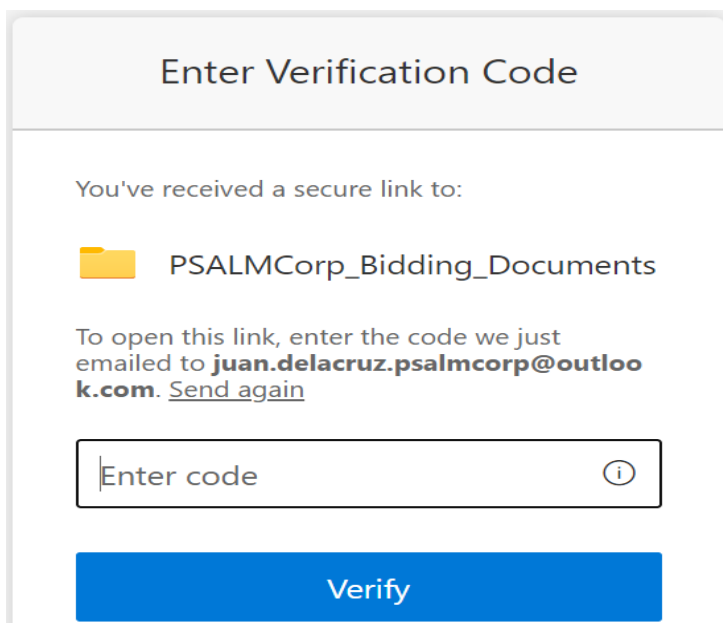 Enter Verification Code
You've received a secure link to:
PSALMCorp_Bidding_Documents
To open this link, enter the code we just
emailed to juan.delacruz.psalmcorp@outloo
k.com. Send again
Enter code
Verify